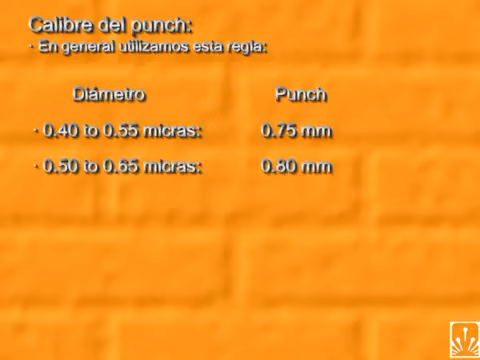 Calibre del punch:
· En general utilizamos esta regla:
Diámetro Punch
· 0.40 to 0.55 micras: 0.75 mm
· 0.50 to 0.65 micras: 0.80 mm